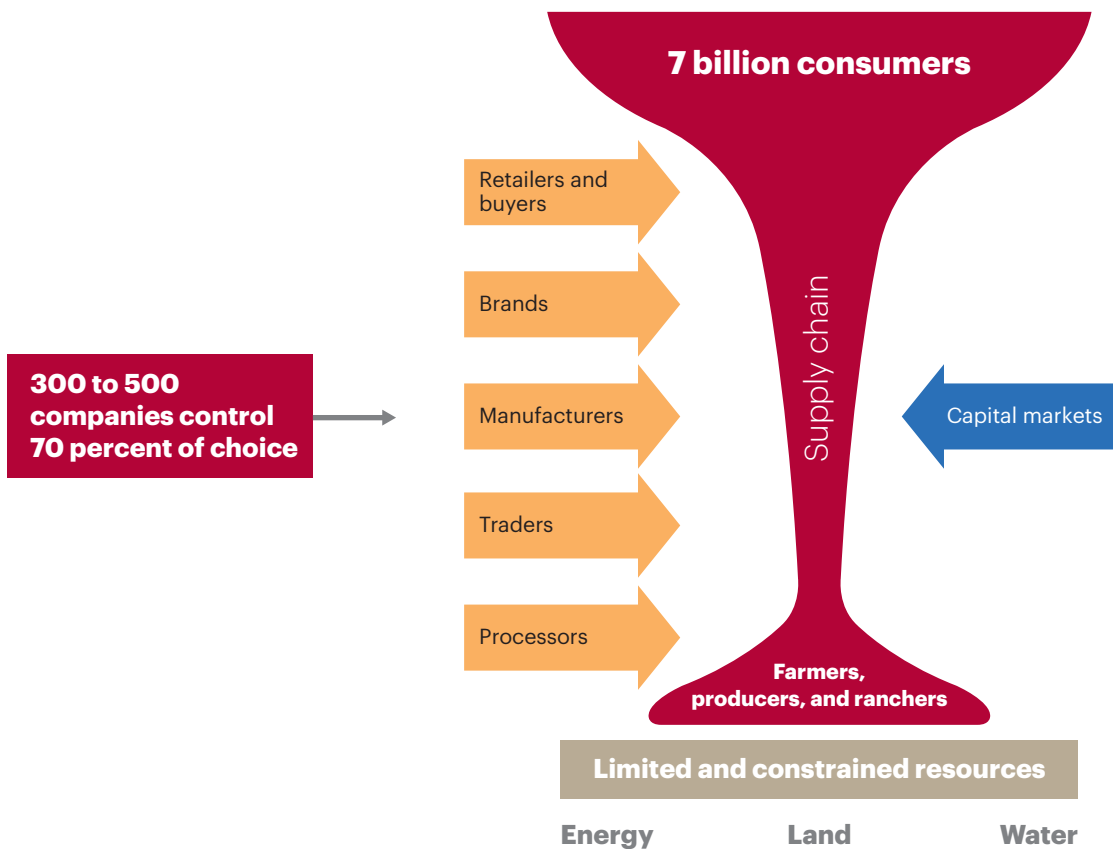 7 billion consumers
Retailers and
buyers
Brands
300 to 500
companies control
70 percent of choice
Manufacturers
Supply chain
Capital markets
Traders
Processors
Farmers,
producers, and ranchers
Limited and constrained resources
Energy
Land
Water